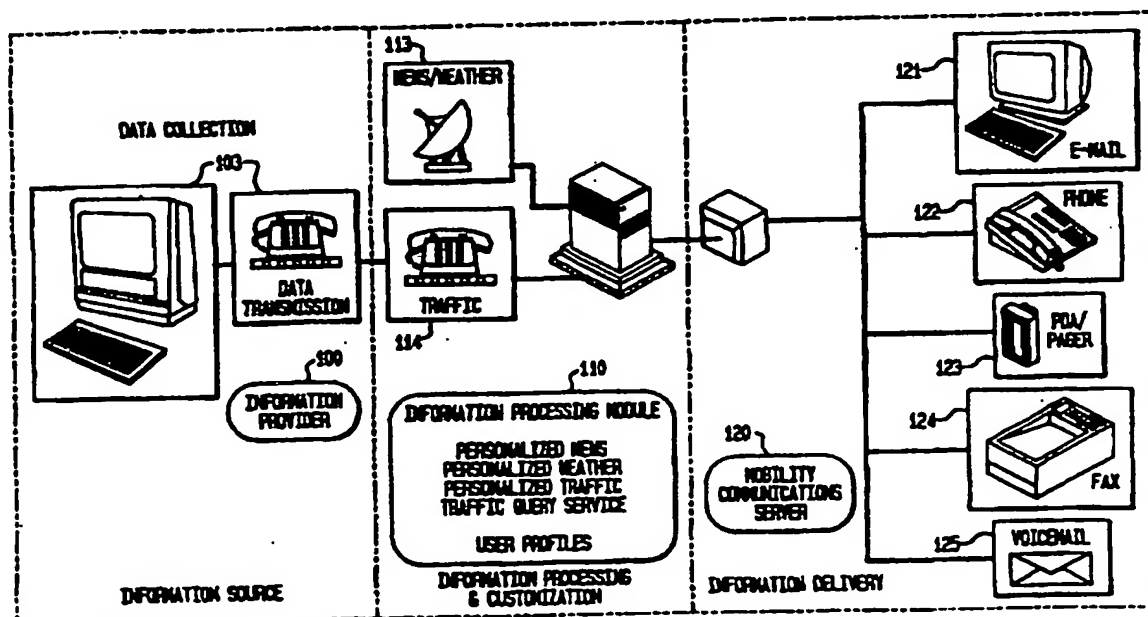 DATA COLLECTION
103
DATA
TRANSMISSION
100
INFORMATION
PROVIDER
INFORMATION SOURCE
113
NEWS/WEATHER
TRAFFIC
114
110
INFORMATION PROCESSING MODULE
PERSONALIZED NEWS
PERSONALIZED WEATHER
PERSONALIZED TRAFFIC
TRAFFIC QUERY SERVICE
USER PROFILES
INFORMATION PROCESSING
& CUSTOMIZATION
120
MOBILITY
COMMUNICATIONS
SERVER
INFORMATION DELIVERY
121
E-MAIL
122
PHONE
PDA/
PAGER
123
124
FAX
125
VOICEMAIL